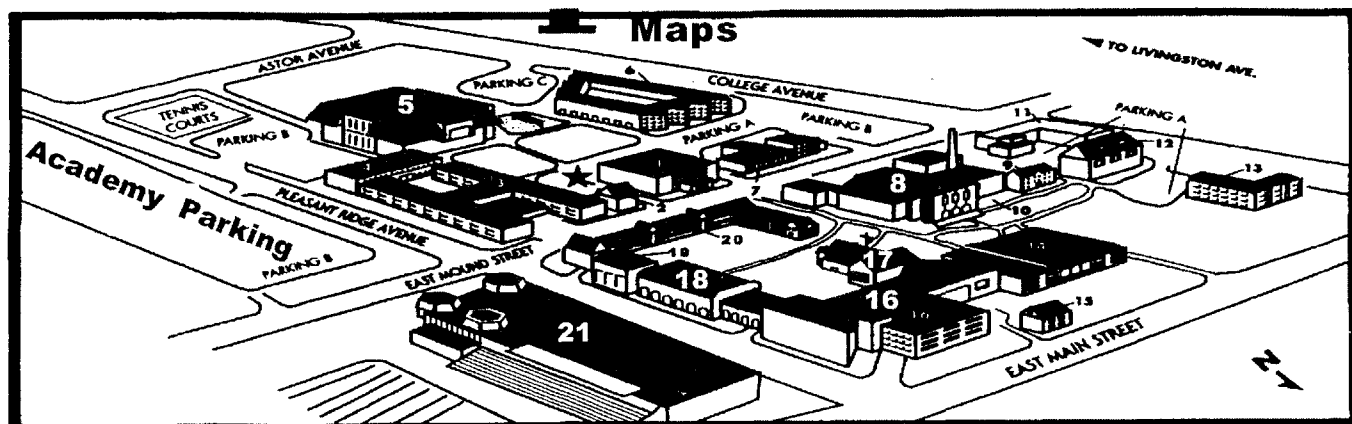 Maps
ASTOR AVENUE
TO LIVINGSTON AVE.
PARKING C
6
COLLEGE AVENUE
5
TENNIS
COURTS
PARKING B
PARKING A
PARKING B
11
PARKING A
12
13
Academy Parking
PLEASANT RIDGE AVENUE
PARKING B
EAST MOUND STREET
2
7
8
9
10
20
19
18
17
16
15
21
EAST MAIN STREET
N